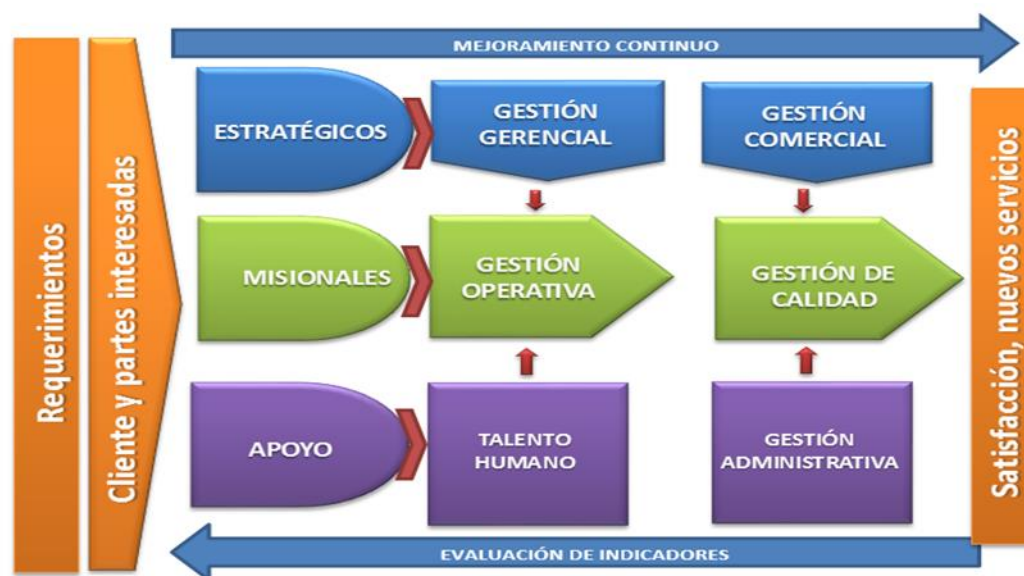 MEJORAMIENTO CONTINUO
Requerimientos
Cliente y partes interesadas
ESTRATÉGICOS
GESTIÓN
GERENCIAL
GESTIÓN
COMERCIAL
MISIONALES
GESTIÓN
OPERATIVA
GESTIÓN DE
CALIDAD
APOYO
TALENTO
HUMANO
GESTIÓN
ADMINISTRATIVA
Satisfacción, nuevos servicios
EVALUACIÓN DE INDICADORES